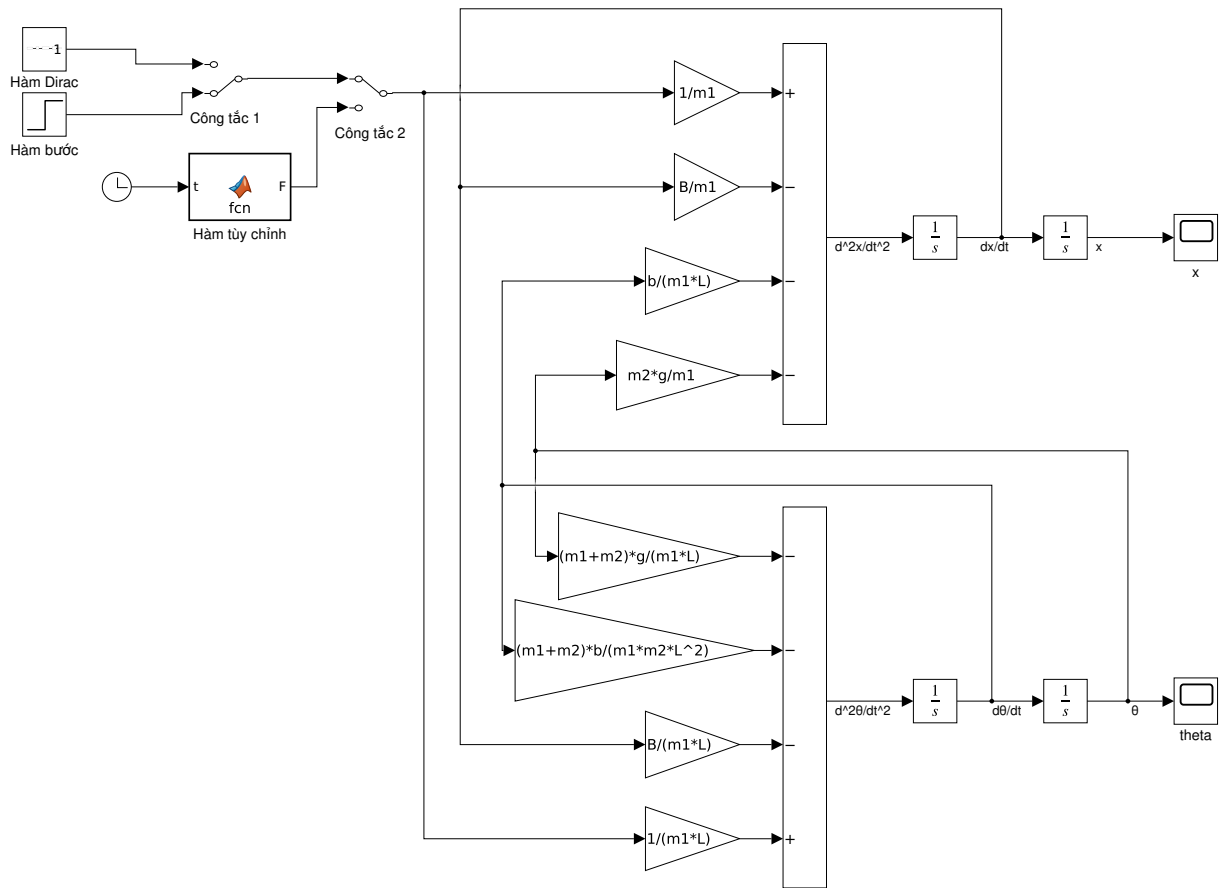 1
Hàm Dirac
Hàm bước
Công tắc 1
Công tắc 2
t
F
fcn
Hàm tùy chỉnh
1/m1
+
B/m1
−
b/(m1*L)
−
m2*g/m1
−
d^2x/dt^2
1
s
dx/dt
1
s
x
x
(m1+m2)*g/(m1*L)
−
(m1+m2)*b/(m1*m2*L^2)
−
B/(m1*L)
−
1/(m1*L)
+
d^2θ/dt^2
1
s
dθ/dt
1
s
θ
theta